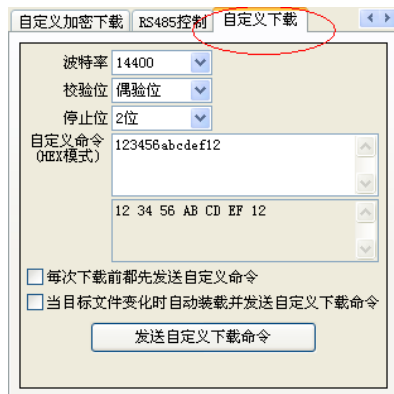 自定义加密下载 RS485控制 自定义下载
波特率 14400
校验位 偶验位
停止位 2位
自定义命令 123456abcdef12
(HEX模式)
12 34 56 AB CD EF 12
每次下载前都先发送自定义命令
当目标文件变化时自动装载并发送自定义下载命令
发送自定义下载命令